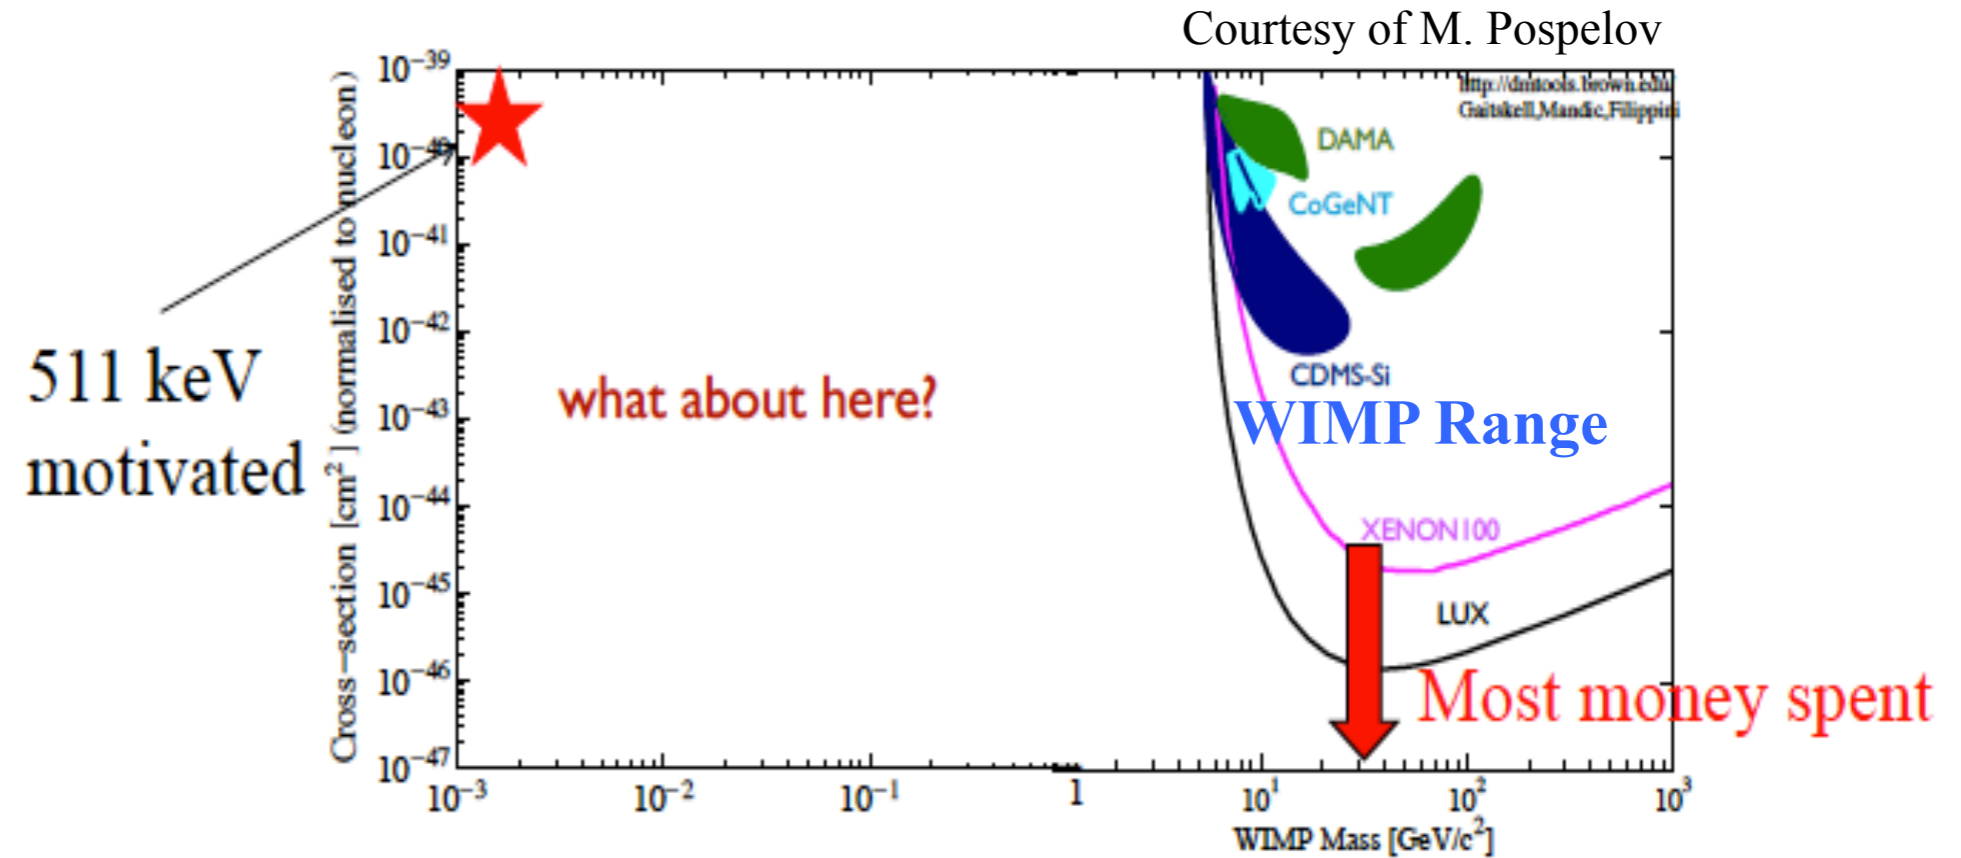 Courtesy of M. Pospelov
http://dmtools.brown.edu/
Gaitskell,Mandic,Filippini
Cross−section [cm² ] (normalised to nucleon)
10⁻³⁹
10⁻⁴⁰
10⁻⁴¹
10⁻⁴²
10⁻⁴³
10⁻⁴⁴
10⁻⁴⁵
10⁻⁴⁶
10⁻⁴⁷
DAMA
CoGeNT
CDMS-Si
511 keV
motivated
what about here?
WIMP Range
XENON100
LUX
Most money spent
10⁻³ 10⁻² 10⁻¹ 1 10¹ 10² 10³
WIMP Mass [GeV/c²]